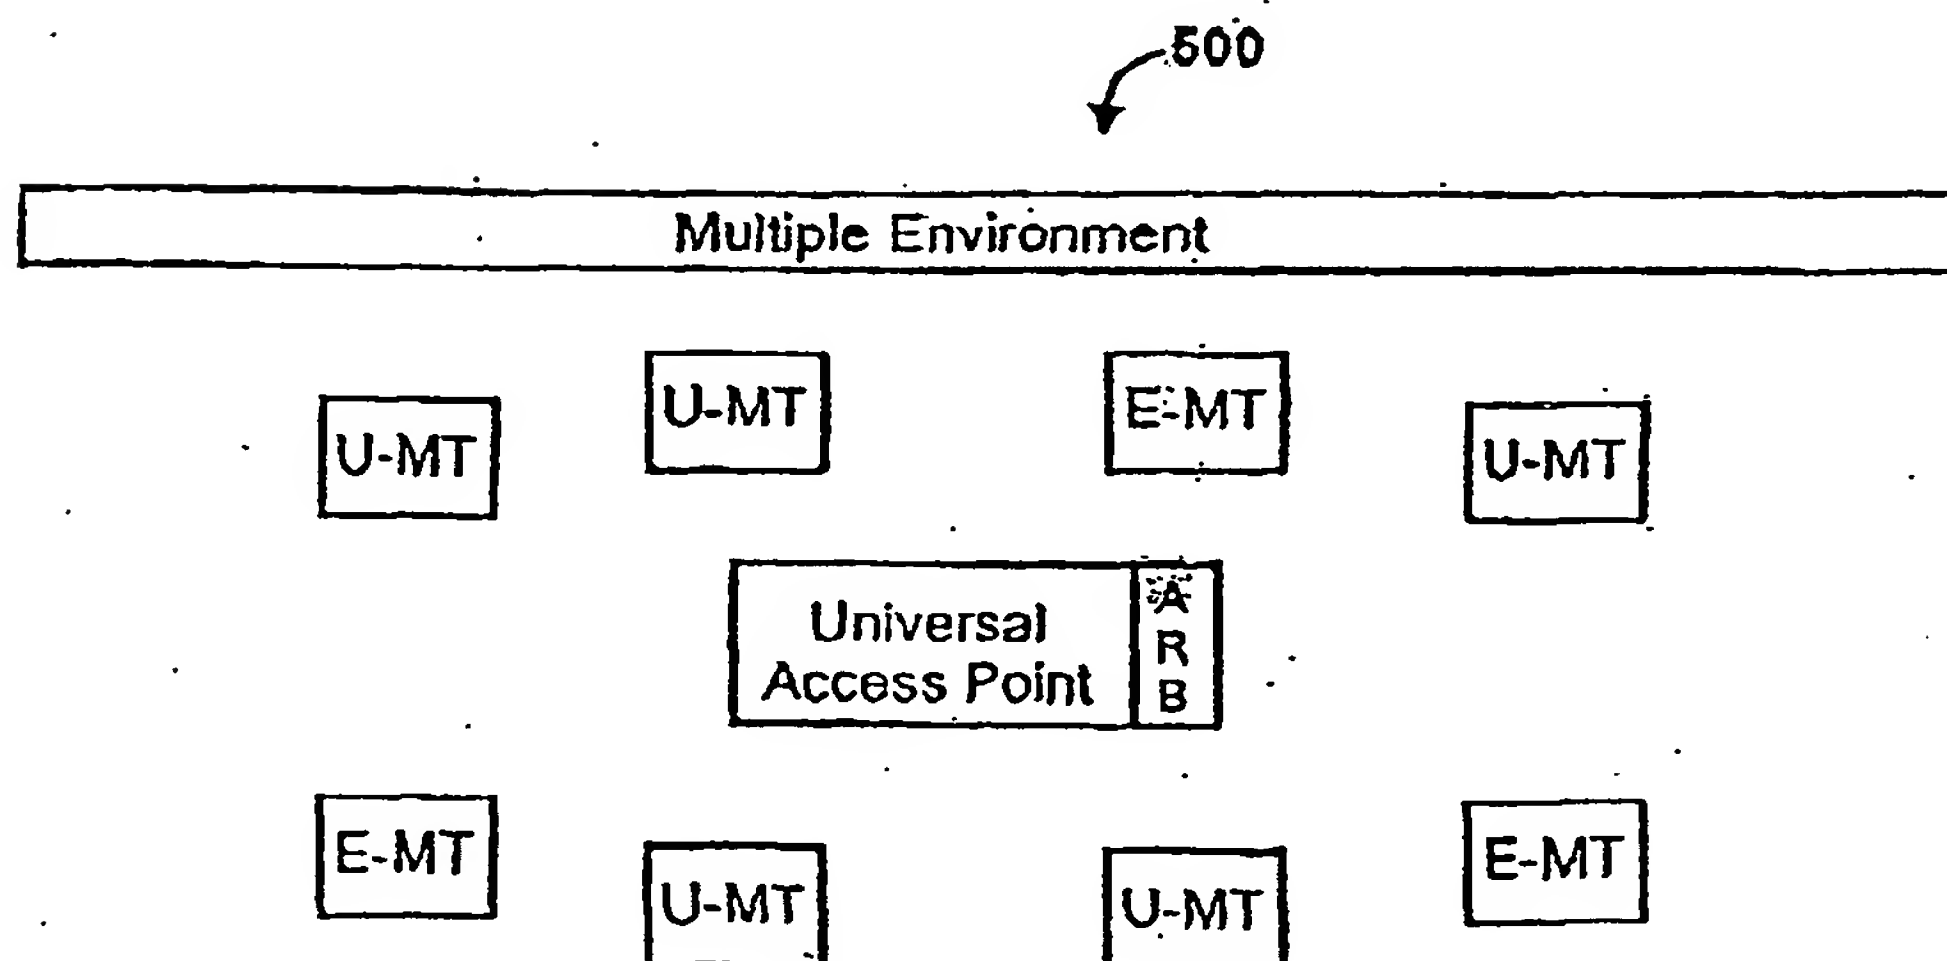 500
Multiple Environment
U-MT
E-MT
U-MT
U-MT
Universal
Access Point
A
R
B
E-MT
E-MT
U-MT
U-MT